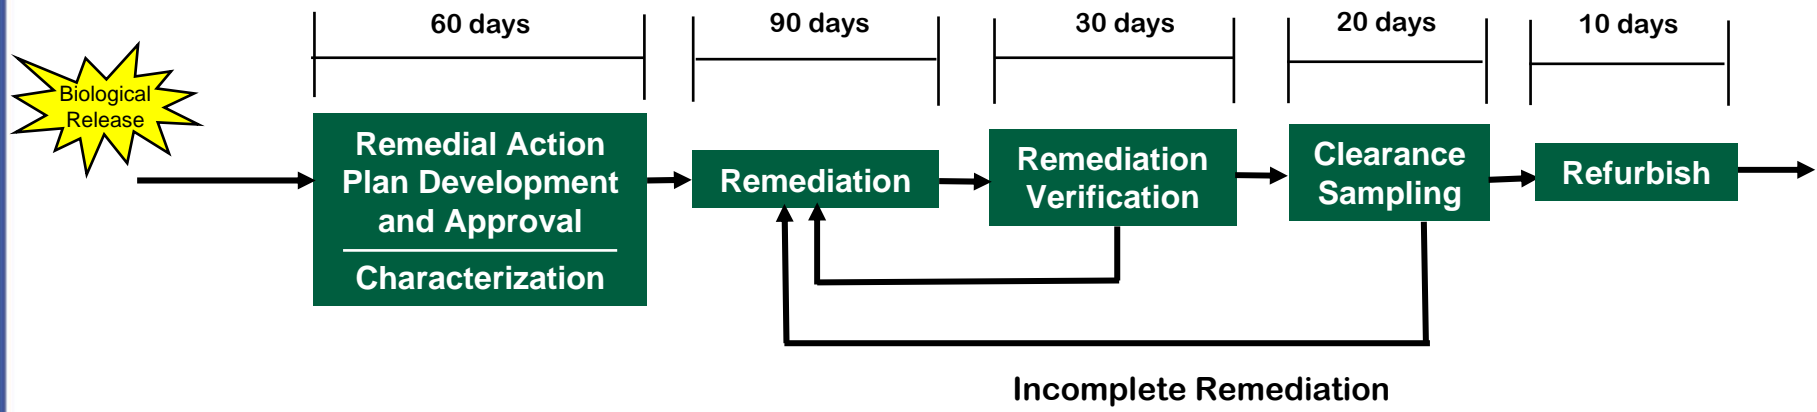 60 days
90 days
30 days
20 days
10 days
Biological
Release
Remedial Action
Plan Development
and Approval
Characterization
Remediation
Remediation
Verification
Clearance
Sampling
Refurbish
Incomplete Remediation